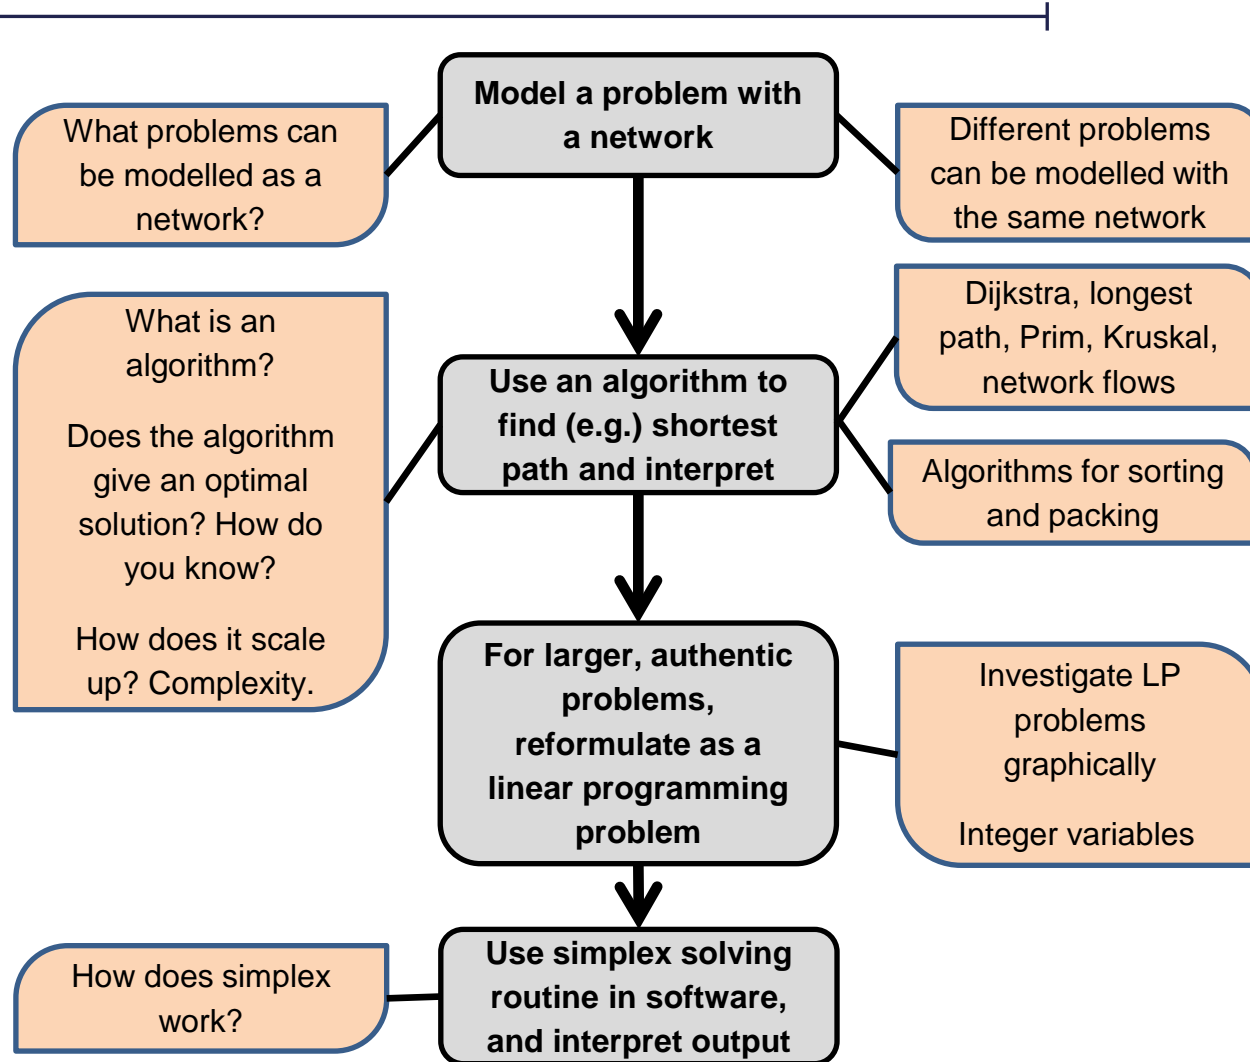 Model a problem with
a network
What problems can
be modelled as a
network?
Different problems
can be modelled with
the same network
What is an
algorithm?
Does the algorithm
give an optimal
solution? How do
you know?
How does it scale
up? Complexity.
Use an algorithm to
find (e.g.) shortest
path and interpret
Dijkstra, longest
path, Prim, Kruskal,
network flows
Algorithms for sorting
and packing
For larger, authentic
problems,
reformulate as a
linear programming
problem
Investigate LP
problems
graphically
Integer variables
How does simplex
work?
Use simplex solving
routine in software,
and interpret output